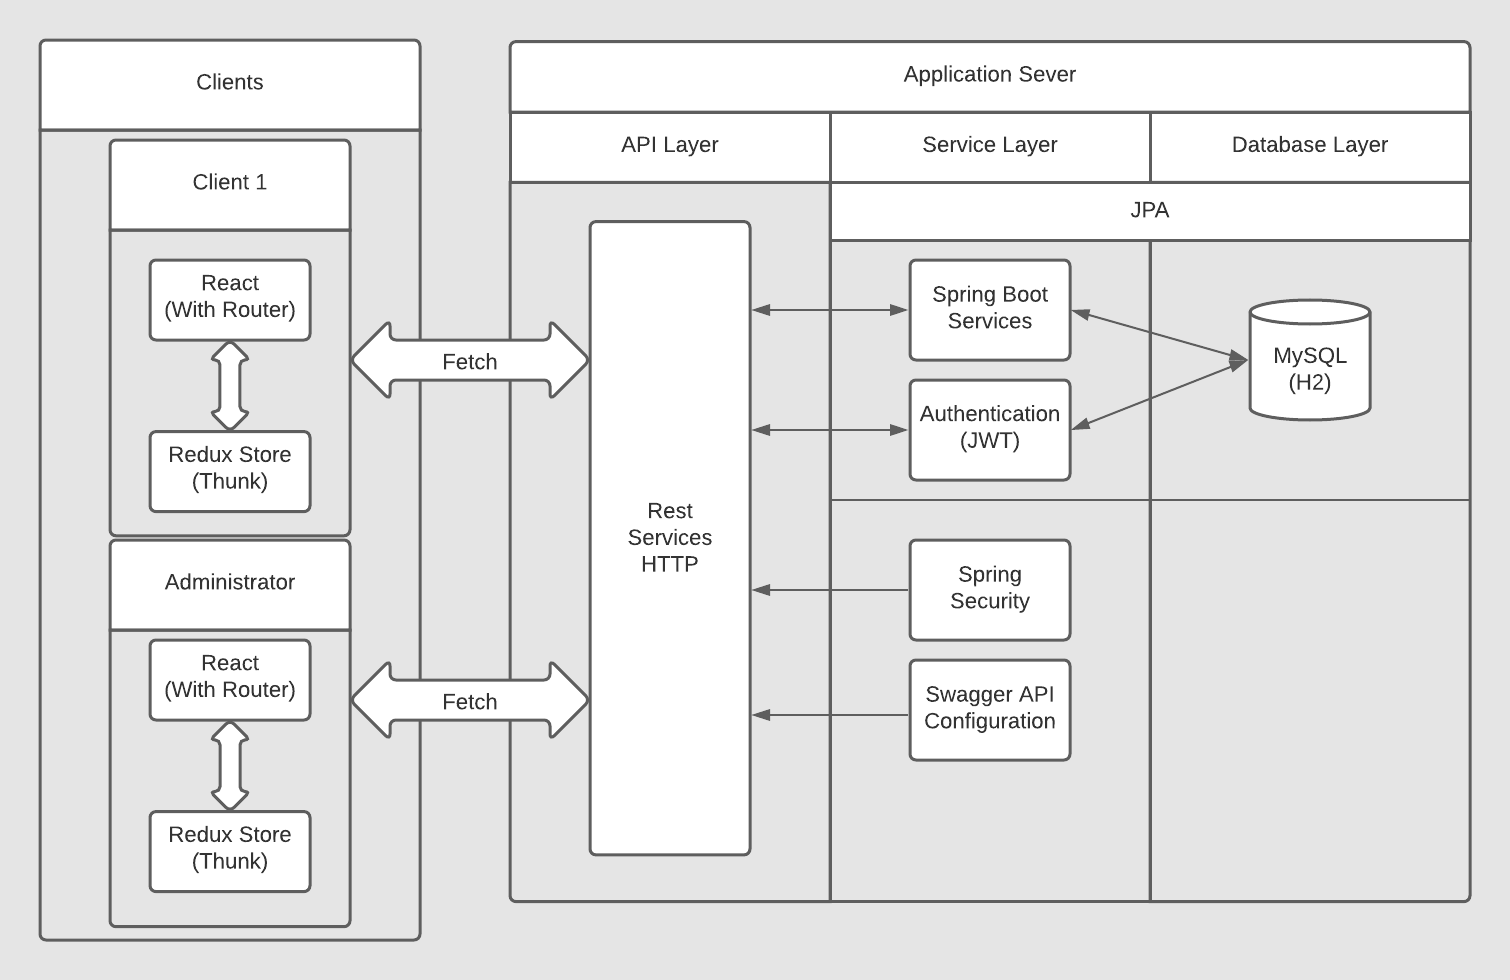 Clients
Client 1
React
(With Router)
Redux Store
(Thunk)
Administrator
React
(With Router)
Redux Store
(Thunk)
Fetch
Fetch
Application Sever
API Layer
Service Layer
Database Layer
JPA
Rest
Services
HTTP
Spring Boot
Services
Authentication
(JWT)
Spring
Security
Swagger API
Configuration
MySQL
(H2)